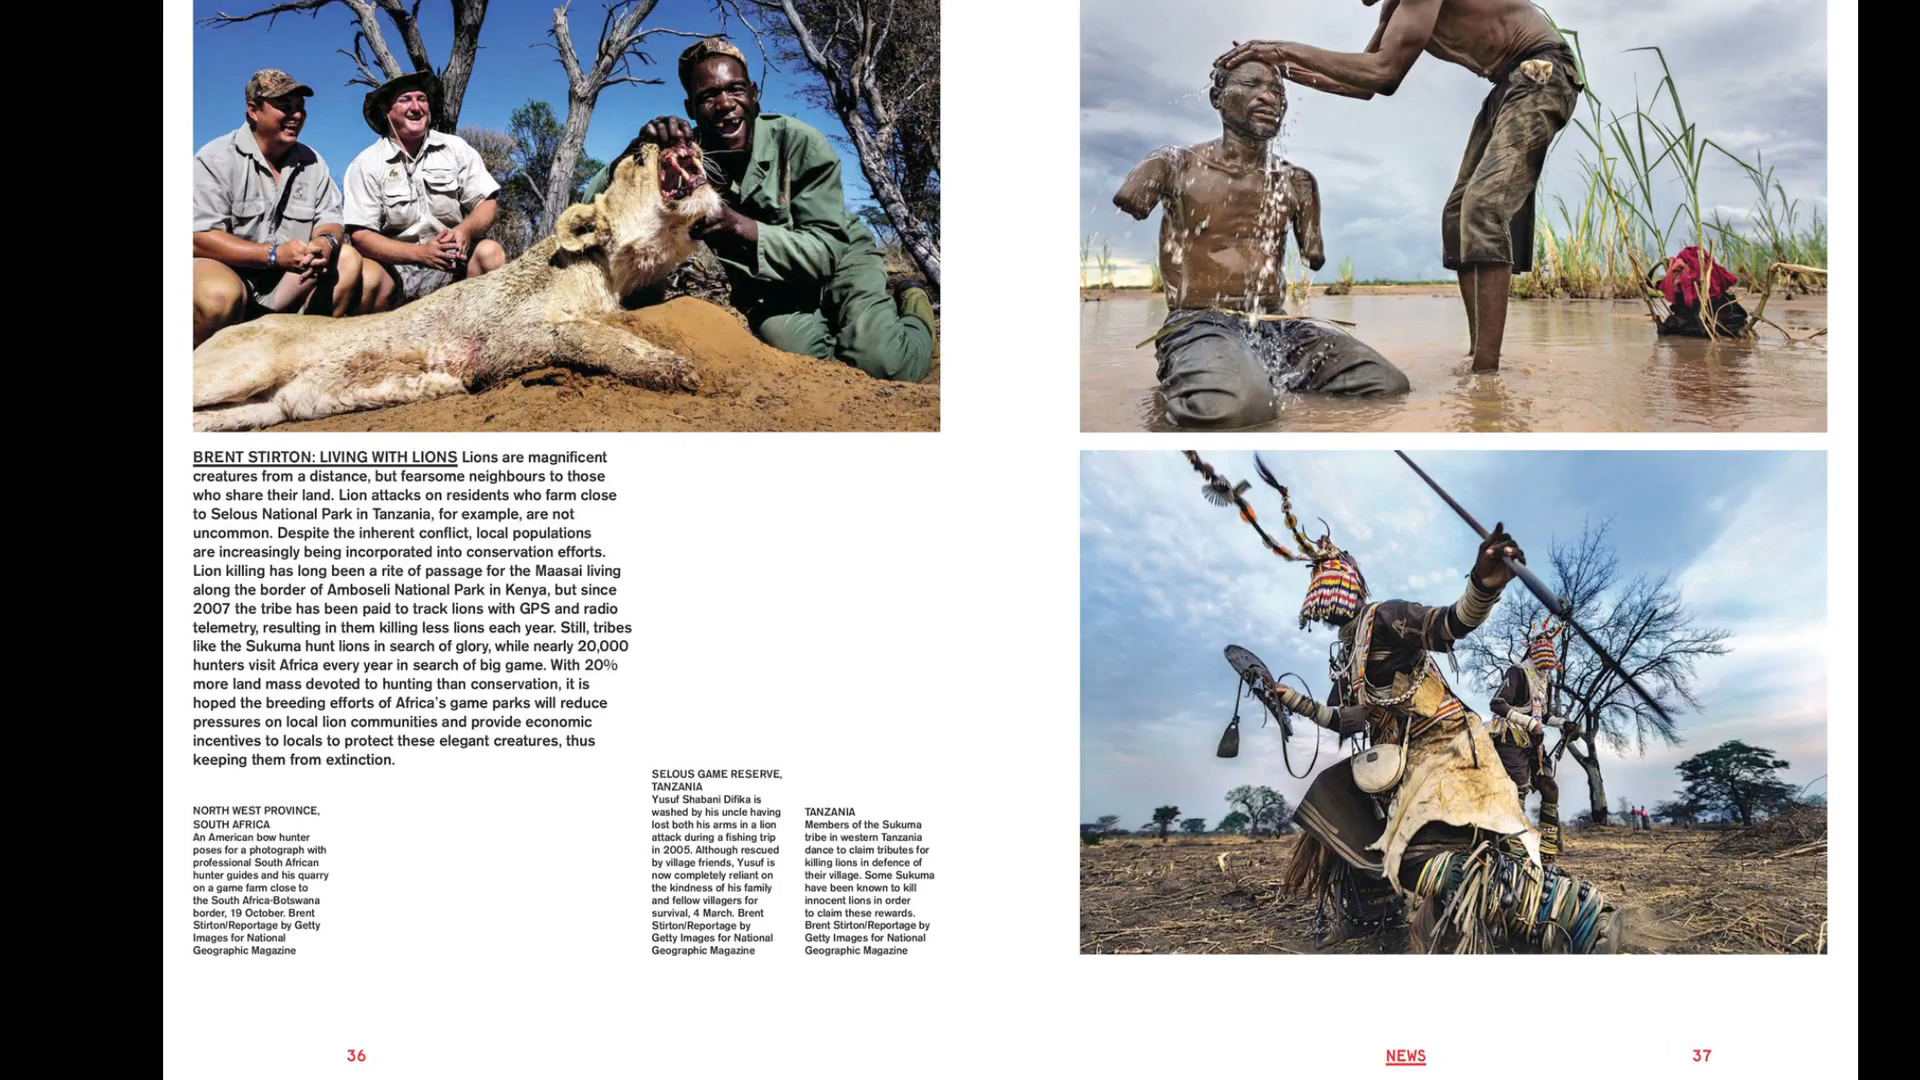 BRENT STIRTON: LIVING WITH LIONS Lions are magnificent
creatures from a distance, but fearsome neighbours to those
who share their land. Lion attacks on residents who farm close
to Selous National Park in Tanzania, for example, are not
uncommon. Despite the inherent conflict, local populations
are increasingly being incorporated into conservation efforts.
Lion killing has long been a rite of passage for the Maasai living
along the border of Amboseli National Park in Kenya, but since
2007 the tribe has been paid to track lions with GPS and radio
telemetry, resulting in them killing less lions each year. Still, tribes
like the Sukuma hunt lions in search of glory, while nearly 20,000
hunters visit Africa every year in search of big game. With 20%
more land mass devoted to hunting than conservation, it is
hoped the breeding efforts of Africa's game parks will reduce
pressures on local lion communities and provide economic
incentives to locals to protect these elegant creatures, thus
keeping them from extinction.
NORTH WEST PROVINCE,
SOUTH AFRICA
An American bow hunter
poses for a photograph with
professional South African
hunter guides and his quarry
on a game farm close to
the South Africa-Botswana
border, 19 October. Brent
Stirton/Reportage by Getty
Images for National
Geographic Magazine
SELOUS GAME RESERVE,
TANZANIA
Yusuf Shabani Difika is
washed by his uncle having
lost both his arms in a lion
attack during a fishing trip
in 2005. Although rescued
by village friends, Yusuf is
now completely reliant on
the kindness of his family
and fellow villagers for
survival, 4 March. Brent
Stirton/Reportage by
Getty Images for National
Geographic Magazine
TANZANIA
Members of the Sukuma
tribe in western Tanzania
dance to claim tributes for
killing lions in defence of
their village. Some Sukuma
have been known to kill
innocent lions in order
to claim these rewards.
Brent Stirton/Reportage by
Getty Images for National
Geographic Magazine
36
NEWS
37